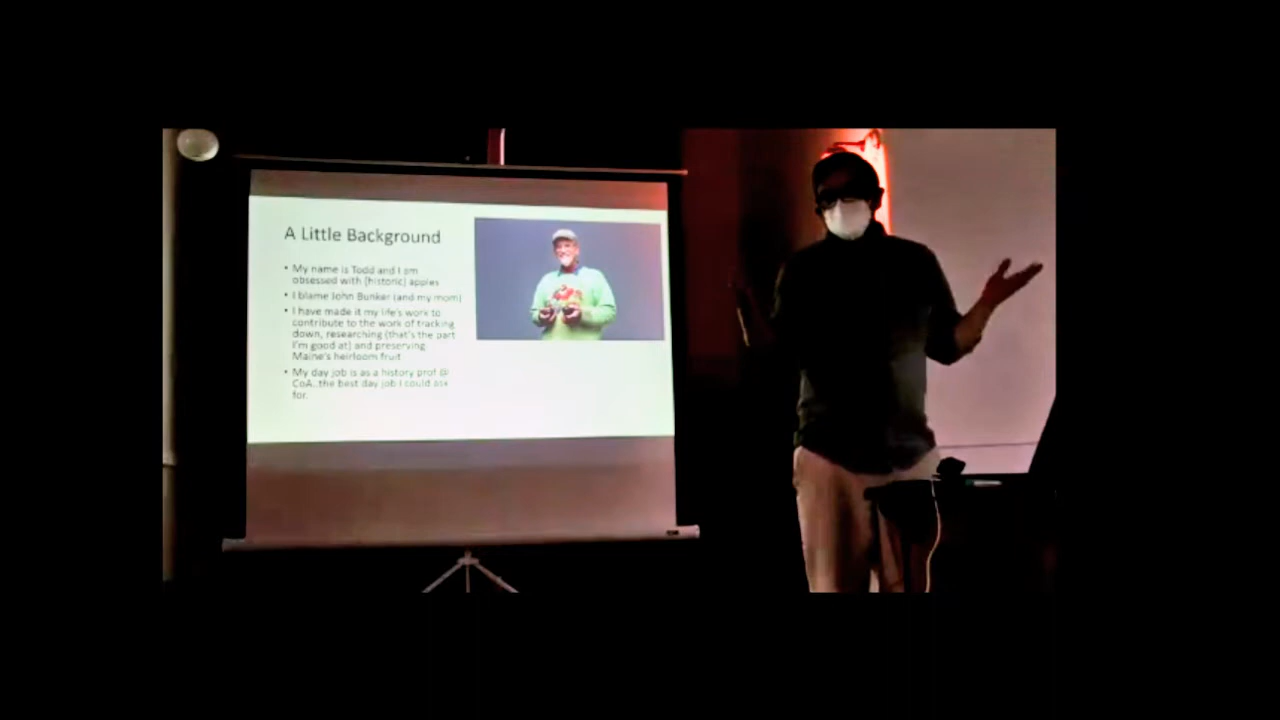 A Little Background
• My name is Todd and I am
obsessed with (historic) apples
• I blame John Bunker (and my mom)
• I have made it my life's work to
contribute to the work of tracking
down, researching (that's the part
I'm good at) and preserving
Maine's heirloom fruit
• My day job is as a history prof @
CoA..the best day job I could ask
for.